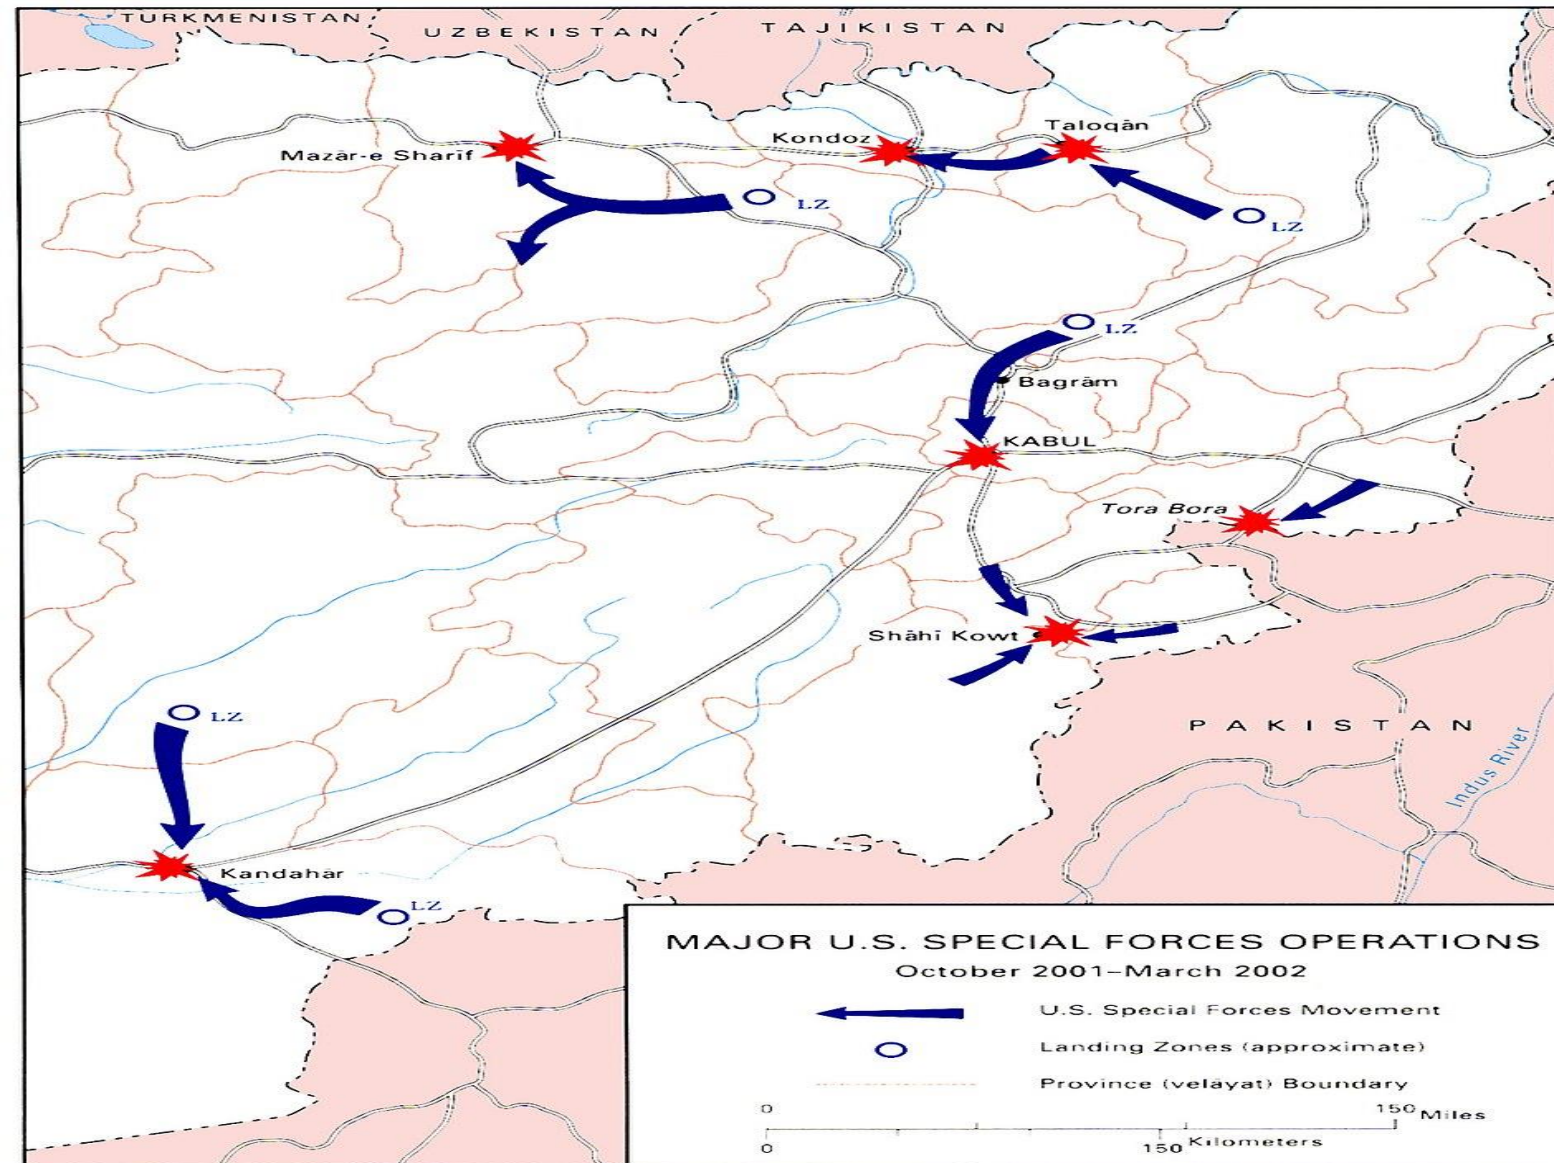 TURKMENISTAN
UZBEKISTAN
TAJIKISTAN
Taloqān
Kondoz
Mazār-e Sharīf
LZ
LZ
LZ
Bagrām
KABUL
Tora Bora
Shāhī Kowt
LZ
PAKISTAN
Indus River
Kandahār
LZ
MAJOR U.S. SPECIAL FORCES OPERATIONS
October 2001–March 2002
U.S. Special Forces Movement
Landing Zones (approximate)
Province (velāyat) Boundary
0 150 Miles
0 150 Kilometers